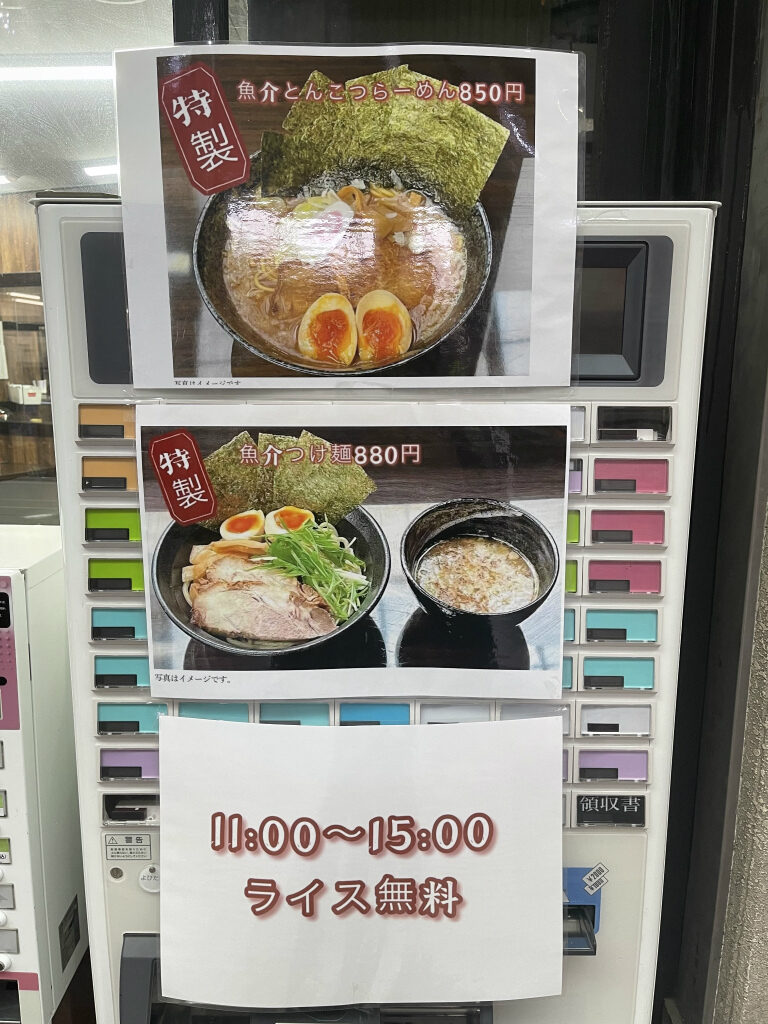 特製
魚介とんこつらーめん850円
写真はイメージです
特製
魚介つけ麺880円
写真はイメージです。
11:00〜15:00
ライス無料
領収書
警告